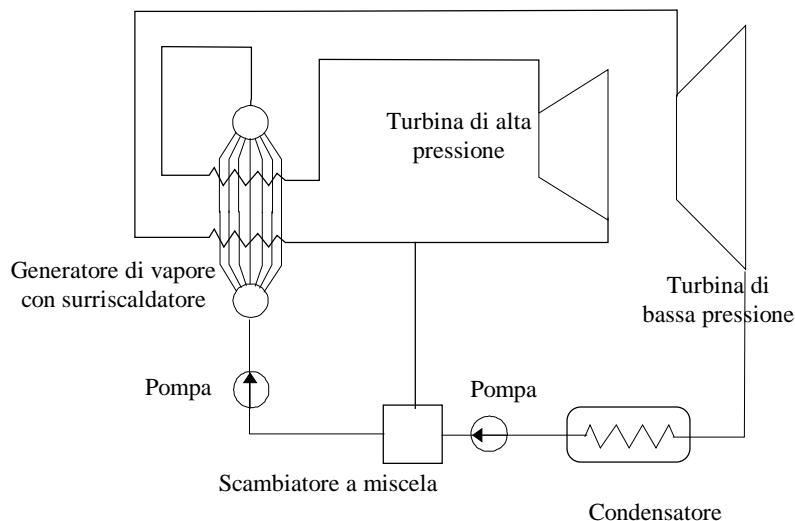 Turbina di alta
pressione
Generatore di vapore
con surriscaldatore
Turbina di
bassa pressione
Pompa
Pompa
Scambiatore a miscela
Condensatore